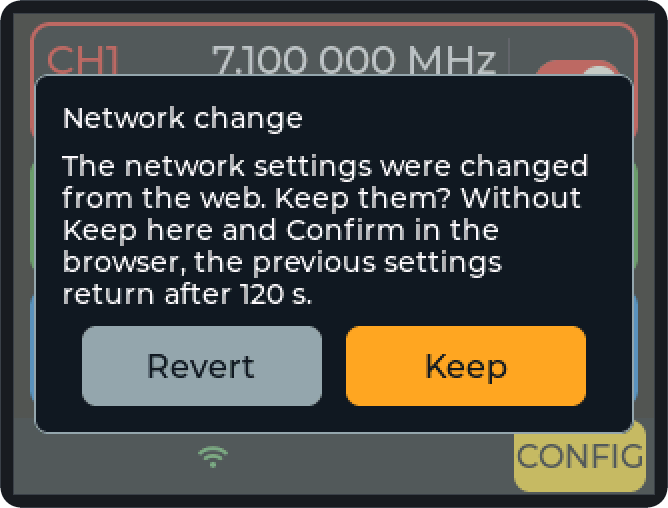 CH1 7.100 000 MHz
Network change
The network settings were changed
from the web. Keep them? Without
Keep here and Confirm in the
browser, the previous settings
return after 120 s.
Revert Keep
CONFIG